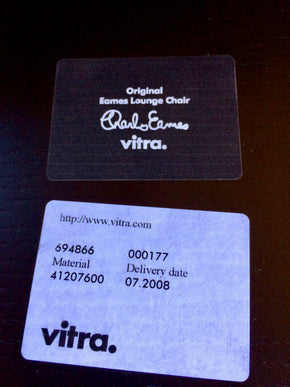 Original
Eames Lounge Chair
Charles Eames
vitra.
http://www.vitra.com
694866 000177
Material Delivery date
41207600 07.2008
vitra.